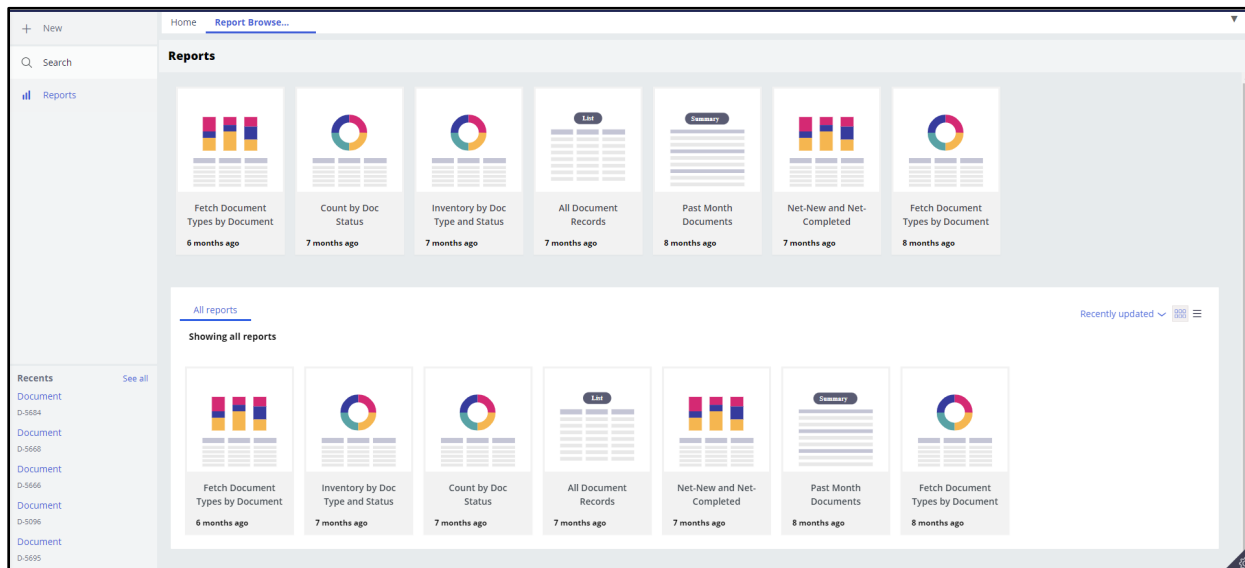 New
Search
Reports
Home
Report Browse...
Reports
List
Summary
Fetch Document
Types by Document
6 months ago
Count by Doc
Status
7 months ago
Inventory by Doc
Type and Status
7 months ago
All Document
Records
7 months ago
Past Month
Documents
8 months ago
Net-New and Net-
Completed
7 months ago
Fetch Document
Types by Document
8 months ago
All reports
Recently updated
Showing all reports
List
Summary
Fetch Document
Types by Document
6 months ago
Inventory by Doc
Type and Status
7 months ago
Count by Doc
Status
7 months ago
All Document
Records
7 months ago
Net-New and Net-
Completed
7 months ago
Past Month
Documents
8 months ago
Fetch Document
Types by Document
8 months ago
Recents
See all
Document
D-5684
Document
D-5668
Document
D-5666
Document
D-5096
Document
D-5695